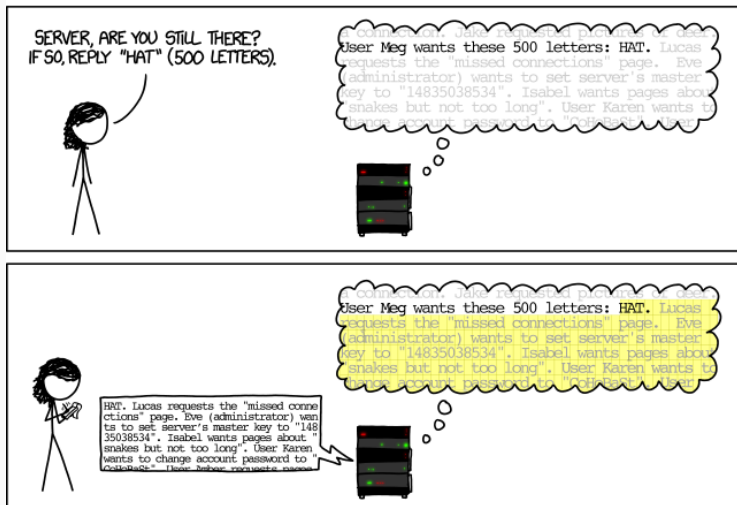 SERVER, ARE YOU STILL THERE?
IF SO, REPLY "HAT" (500 LETTERS).
a connection. Jake requested pictures of deer.
User Meg wants these 500 letters: HAT. Lucas
requests the "missed connections" page. Eve
(administrator) wants to set server's master
key to "14835038534". Isabel wants pages about
"snakes but not too long". User Karen wants to
change account password to "CoHoBaSt". User
a connection. Jake requested pictures of deer.
User Meg wants these 500 letters: HAT. Lucas
requests the "missed connections" page. Eve
(administrator) wants to set server's master
key to "14835038534". Isabel wants pages about
"snakes but not too long". User Karen wants to
change account password to "CoHoBaSt". User
HAT. Lucas requests the "missed conne
ctions" page. Eve (administrator) wan
ts to set server's master key to "148
35038534". Isabel wants pages about "
snakes but not too long". User Karen
wants to change account password to "
CoHoBaSt". User Amber requests pages